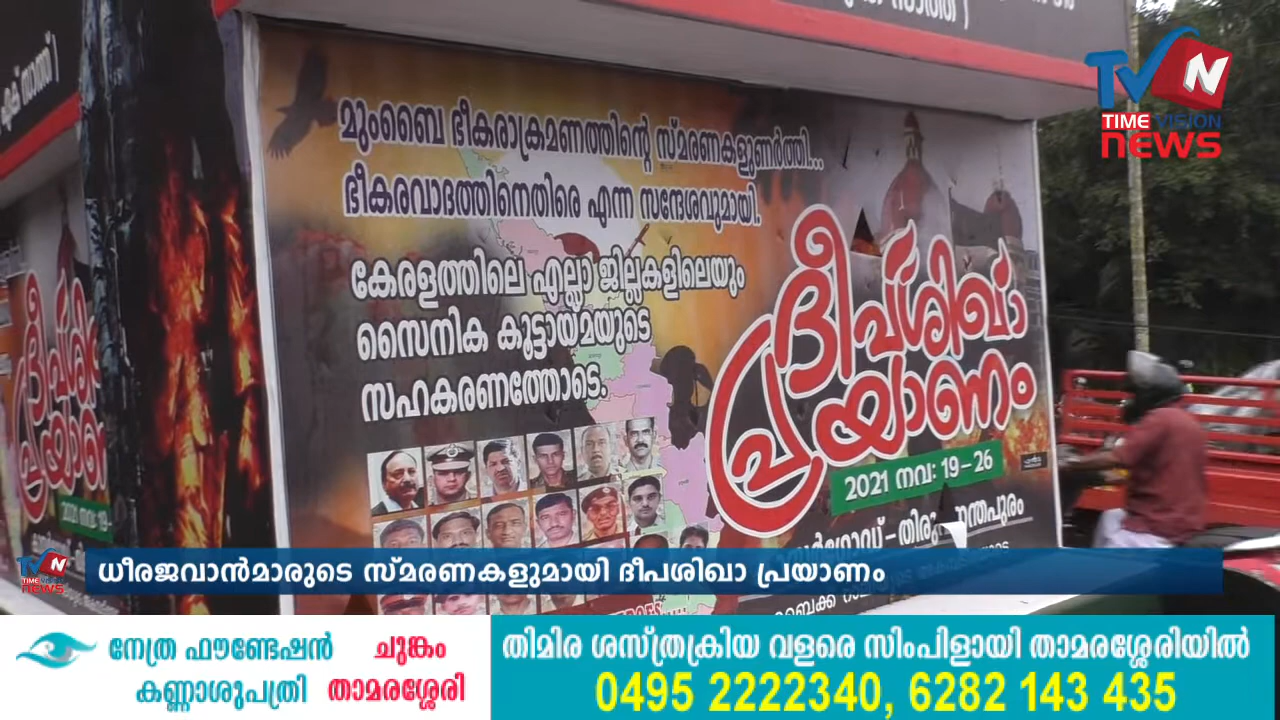 TVN
TIME VISION
NEWS
മുംബൈ ഭീകരാക്രമണത്തിന്റെ സ്മരണകളുണർത്തി...
ഭീകരവാദത്തിനെതിരെ എന്ന സന്ദേശവുമായി.
കേരളത്തിലെ എല്ലാ ജില്ലകളിലെയും
സൈനിക കൂട്ടായ്മയുടെ
സഹകരണത്തോടെ.
ദീപശിഖാ
പ്രയാണം
2021 നവ: 19-26
ധീരജവാൻമാരുടെ സ്മരണകളുമായി ദീപശിഖാ പ്രയാണം
നേത്ര ഫൗണ്ടേഷൻ
കണ്ണാശുപത്രി
ചുങ്കം
താമരശ്ശേരി
തിമിര ശസ്ത്രക്രിയ വളരെ സിംപിളായി താമരശ്ശേരിയിൽ
0495 2222340, 6282 143 435